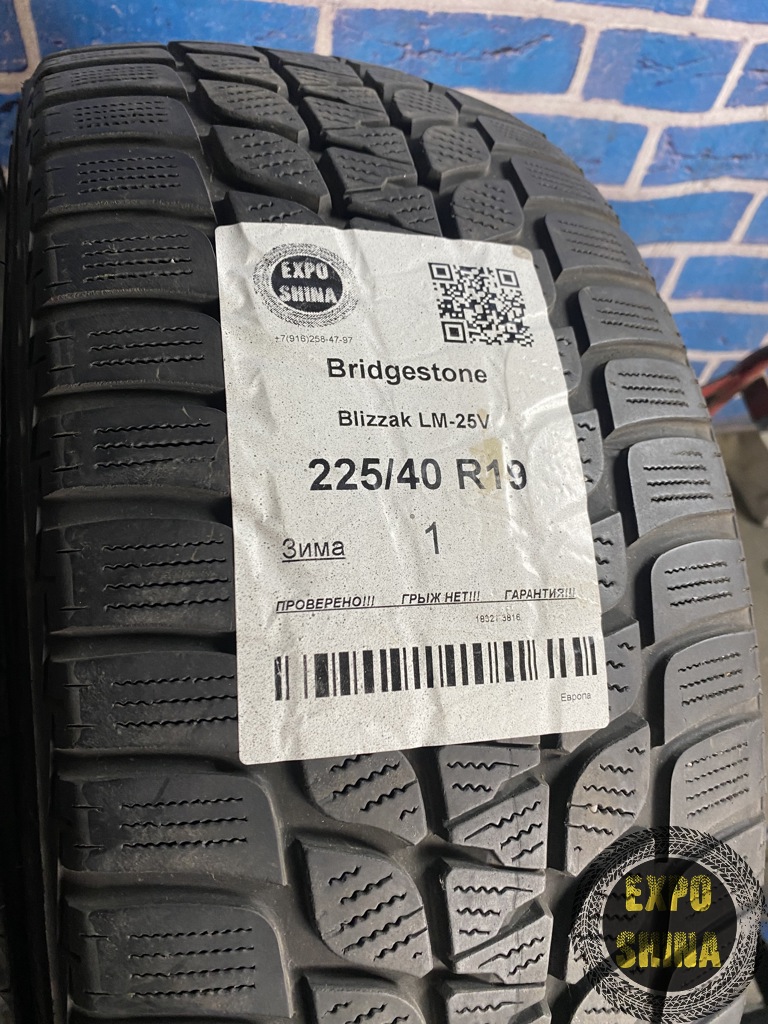 EXPO
SHINA
+7(916)258-47-97
Bridgestone
Blizzak LM-25V
225/40 R19
Зима 1
ПРОВЕРЕНО!!! ГРЫЖ НЕТ!!! ГАРАНТИЯ!!!
Европа
EXPO
SHINA